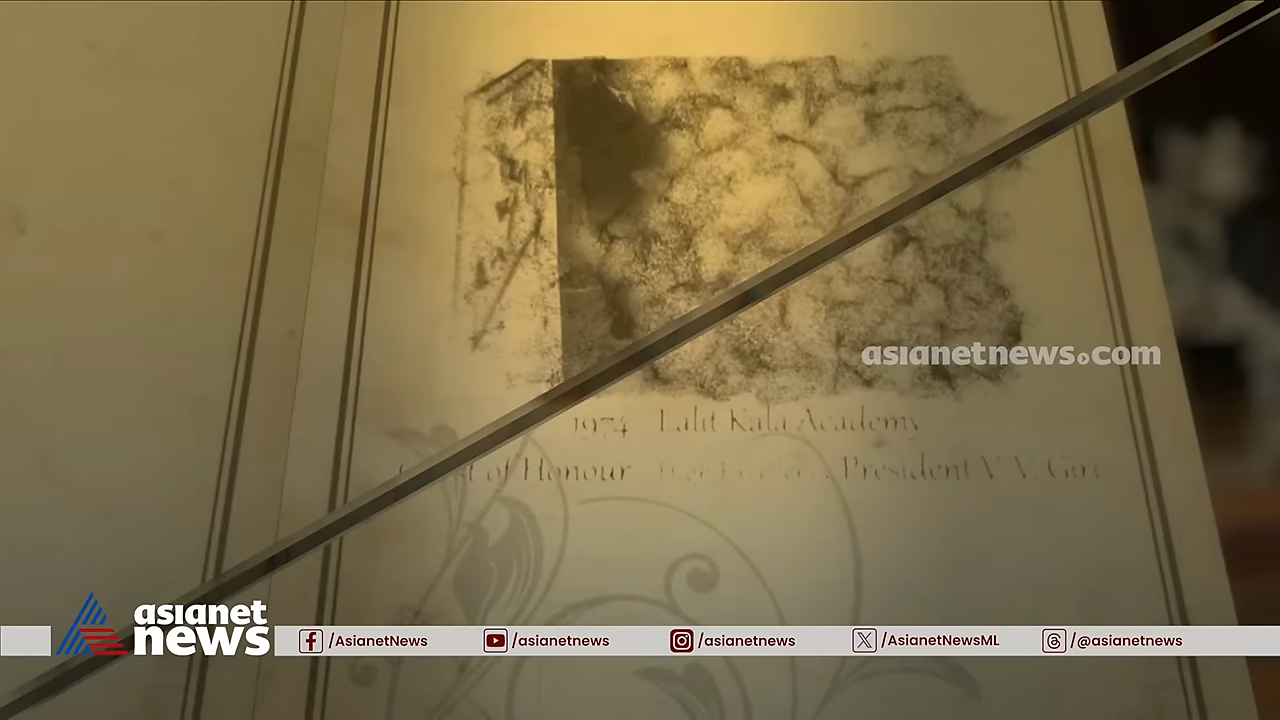 asianetnews.com
1974 Lalit Kala Academy
of Honour President V.V. Giri
asianet
news
/AsianetNews
/asianetnews
/asianetnews
/AsianetNewsML
/@asianetnews